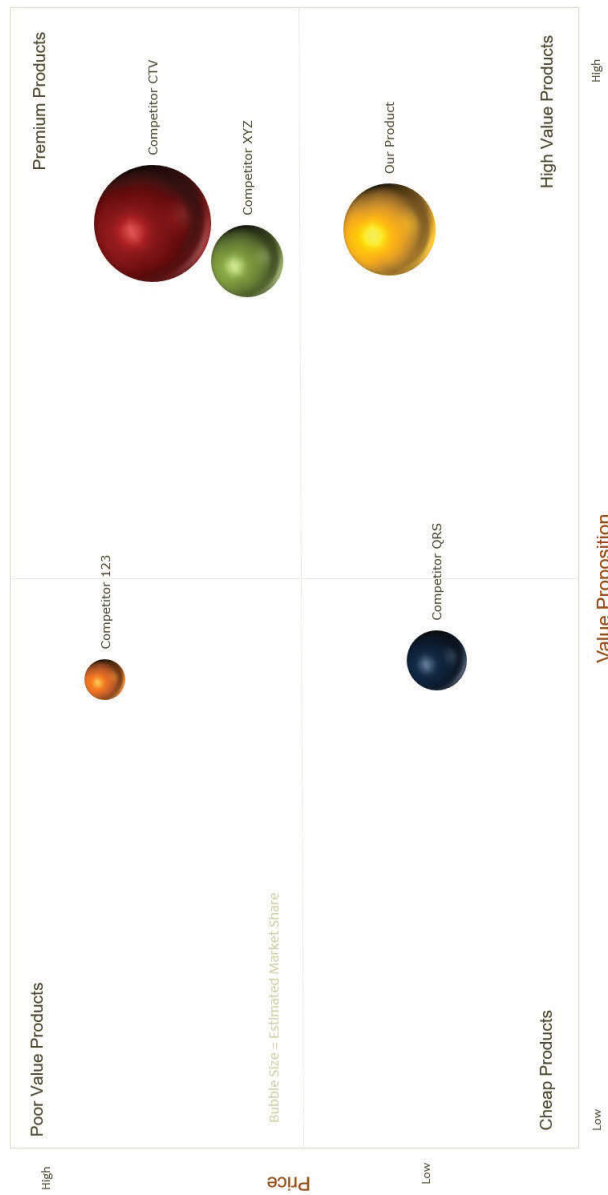 Poor Value Products
Premium Products
Competitor CTV
Competitor XYZ
Competitor 123
Our Product
Competitor QRS
Bubble Size = Estimated Market Share
Cheap Products
High Value Products
High
Price
Low
Low
Value Proposition
High